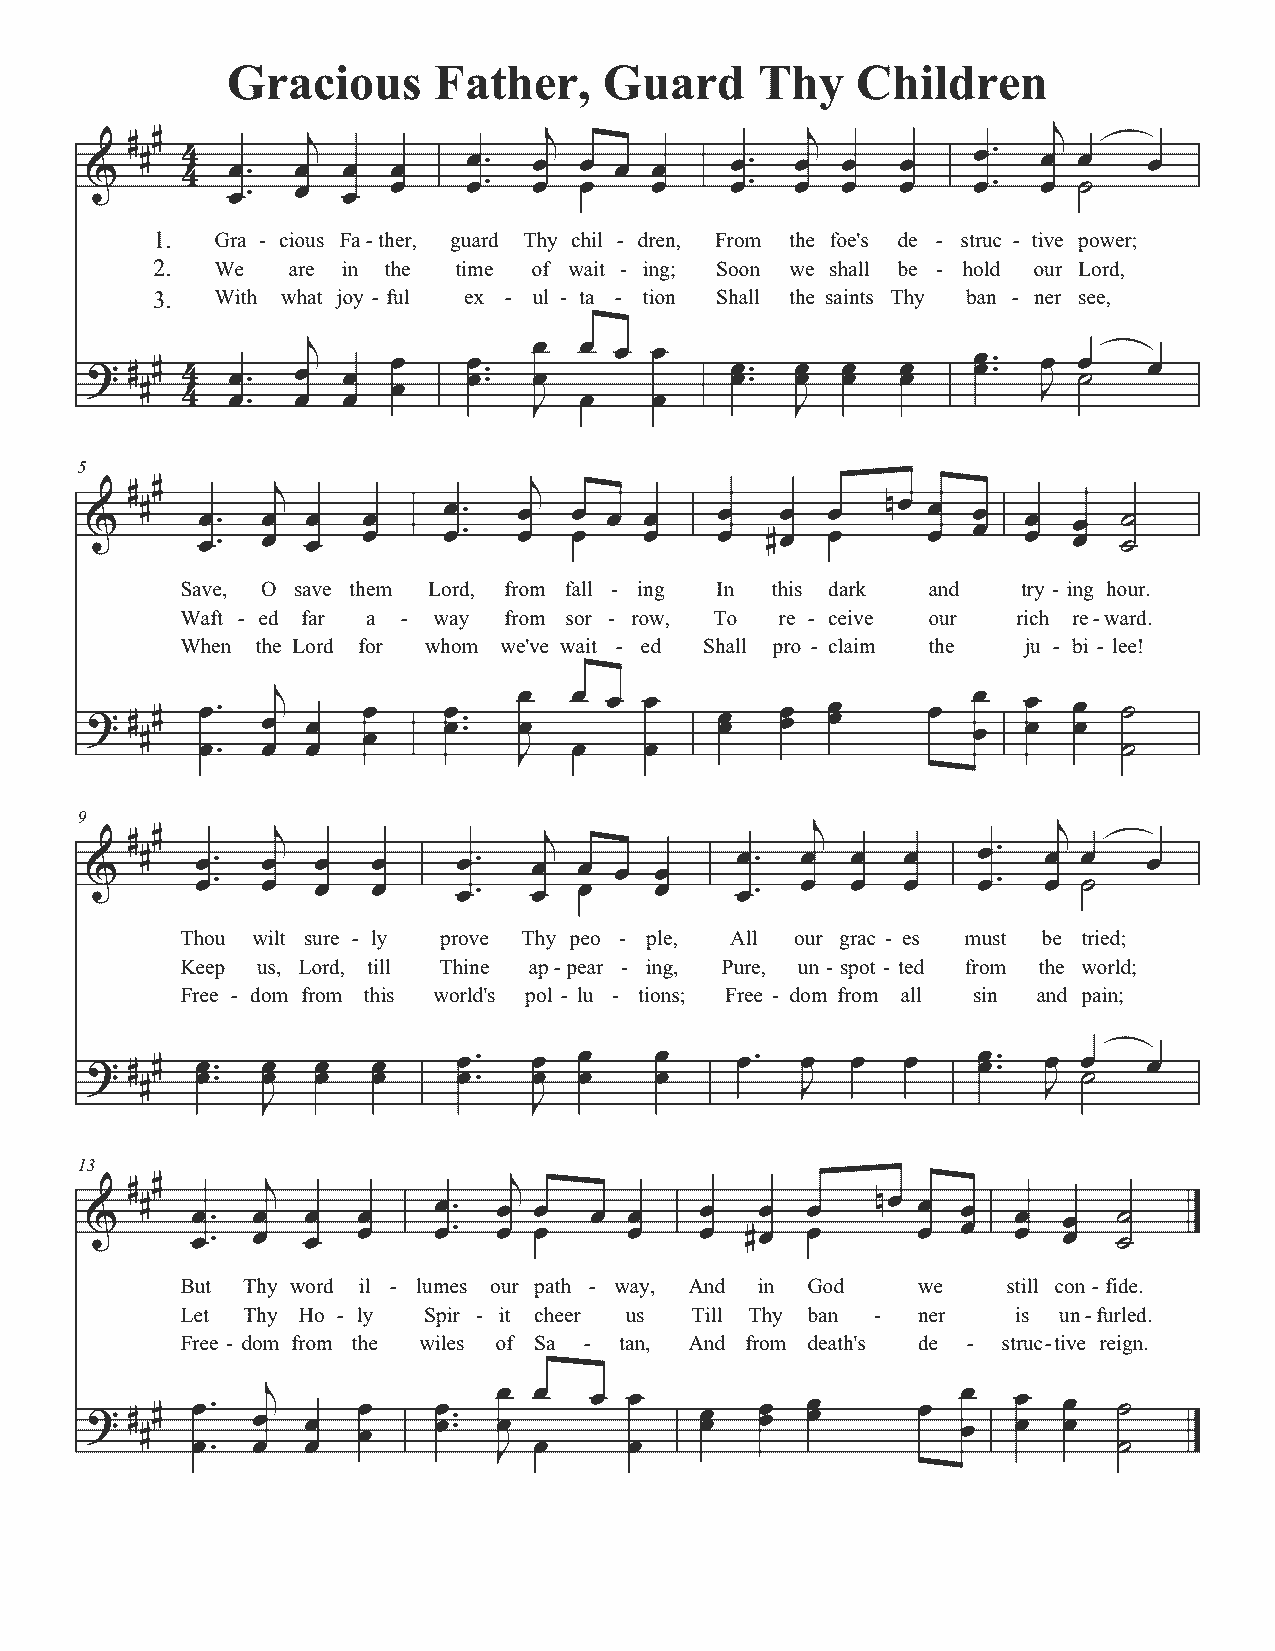 Gracious Father, Guard Thy Children
1. Gra - cious Fa - ther, guard Thy chil - dren, From the foe's de - struc - tive power;
2. We are in the time of wait - ing; Soon we shall be - hold our Lord,
3. With what joy - ful ex - ul - ta - tion Shall the saints Thy ban - ner see,
5
Save, O save them Lord, from fall - ing In this dark and try - ing hour.
Waft - ed far a - way from sor - row, To re - ceive our rich re - ward.
When the Lord for whom we've wait - ed Shall pro - claim the ju - bi - lee!
9
Thou wilt sure - ly prove Thy peo - ple, All our grac - es must be tried;
Keep us, Lord, till Thine ap - pear - ing, Pure, un - spot - ted from the world;
Free - dom from this world's pol - lu - tions; Free - dom from all sin and pain;
13
But Thy word il - lumes our path - way, And in God we still con - fide.
Let Thy Ho - ly Spir - it cheer us Till Thy ban - ner is un - furled.
Free - dom from the wiles of Sa - tan, And from death's de - struc - tive reign.